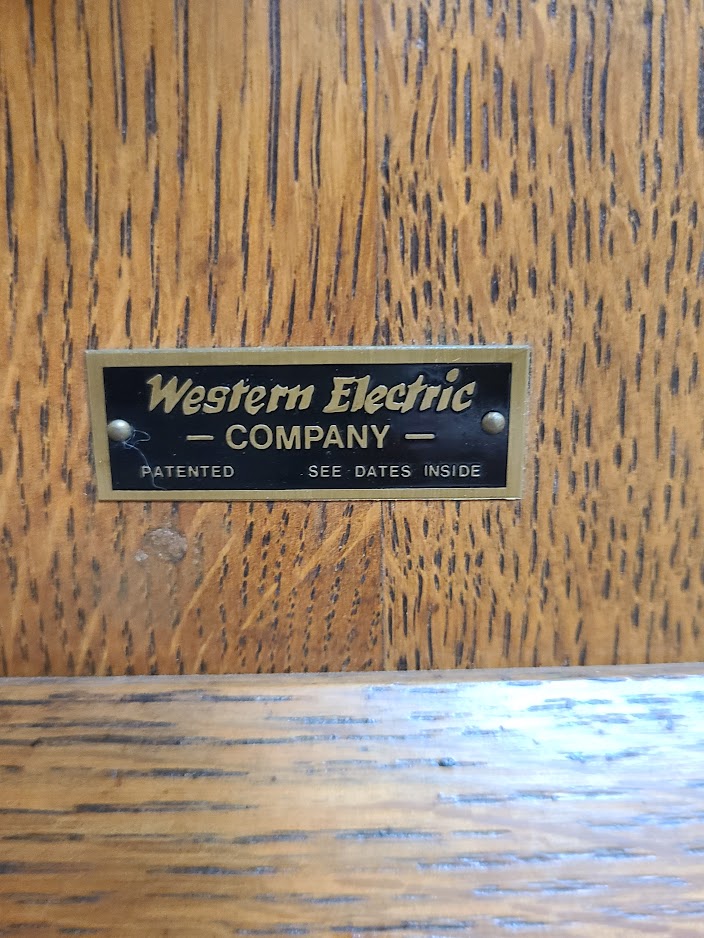 Western Electric
— COMPANY —
PATENTED SEE DATES INSIDE